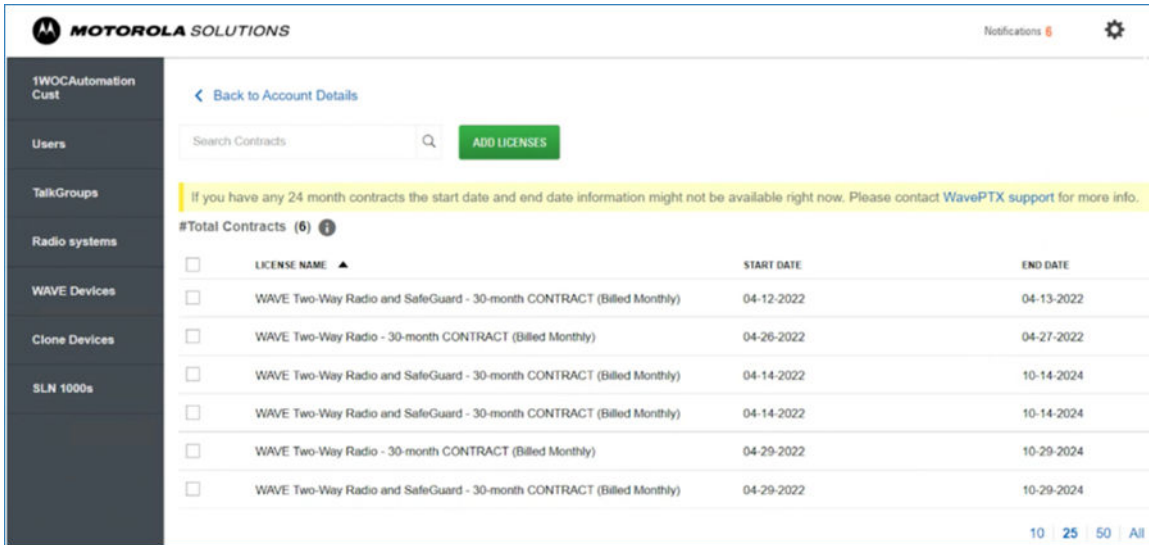 MOTOROLA SOLUTIONS
Notifications 6
1WOCAutomation
Cust
Users
TalkGroups
Radio systems
WAVE Devices
Clone Devices
SLN 1000s
Back to Account Details
Search Contracts
ADD LICENSES
If you have any 24 month contracts the start date and end date information might not be available right now. Please contact WavePTX support for more info.
#Total Contracts (6)
LICENSE NAME START DATE END DATE
WAVE Two-Way Radio and SafeGuard - 30-month CONTRACT (Billed Monthly) 04-12-2022 04-13-2022
WAVE Two-Way Radio - 30-month CONTRACT (Billed Monthly) 04-26-2022 04-27-2022
WAVE Two-Way Radio and SafeGuard - 30-month CONTRACT (Billed Monthly) 04-14-2022 10-14-2024
WAVE Two-Way Radio and SafeGuard - 30-month CONTRACT (Billed Monthly) 04-14-2022 10-14-2024
WAVE Two-Way Radio - 30-month CONTRACT (Billed Monthly) 04-29-2022 10-29-2024
WAVE Two-Way Radio and SafeGuard - 30-month CONTRACT (Billed Monthly) 04-29-2022 10-29-2024
10 25 50 All